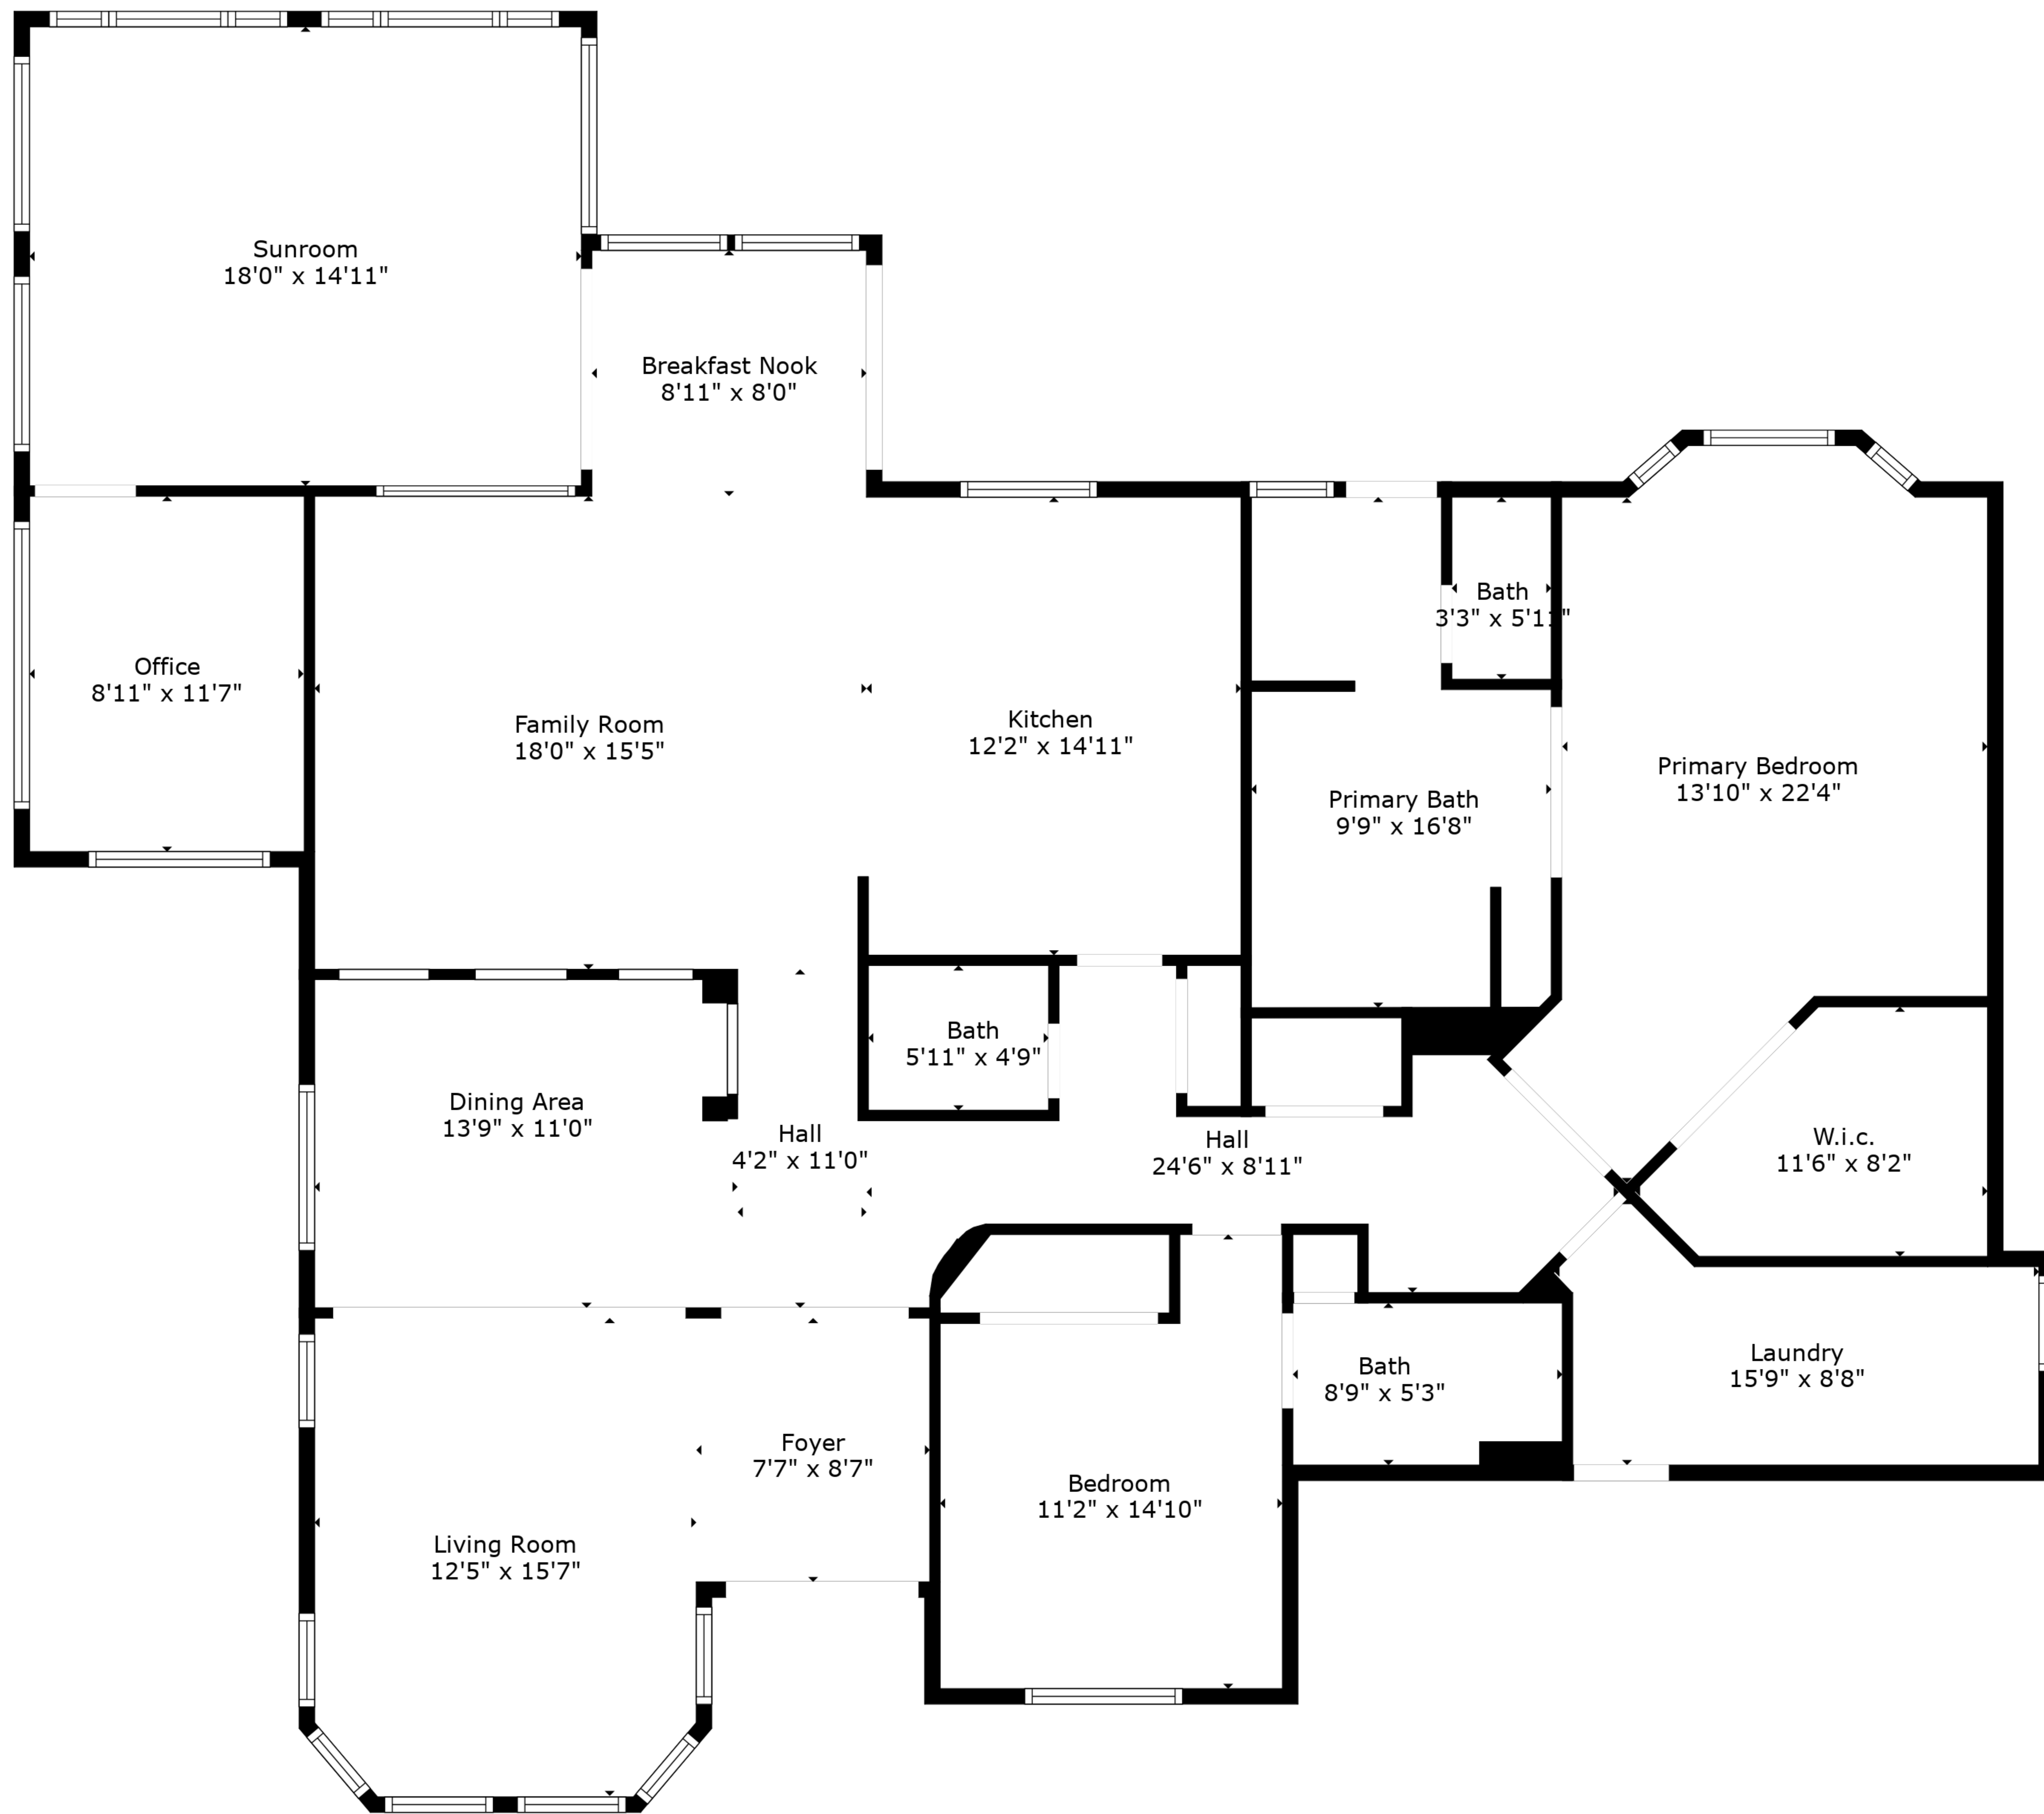 Sunroom
18'0" x 14'11"
Breakfast Nook
8'11" x 8'0"
Bath
3'3" x 5'11"
Office
8'11" x 11'7"
Family Room
18'0" x 15'5"
Kitchen
12'2" x 14'11"
Primary Bedroom
13'10" x 22'4"
Primary Bath
9'9" x 16'8"
Bath
5'11" x 4'9"
Dining Area
13'9" x 11'0"
Hall
4'2" x 11'0"
Hall
24'6" x 8'11"
W.i.c.
11'6" x 8'2"
Laundry
15'9" x 8'8"
Bath
8'9" x 5'3"
Foyer
7'7" x 8'7"
Bedroom
11'2" x 14'10"
Living Room
12'5" x 15'7"